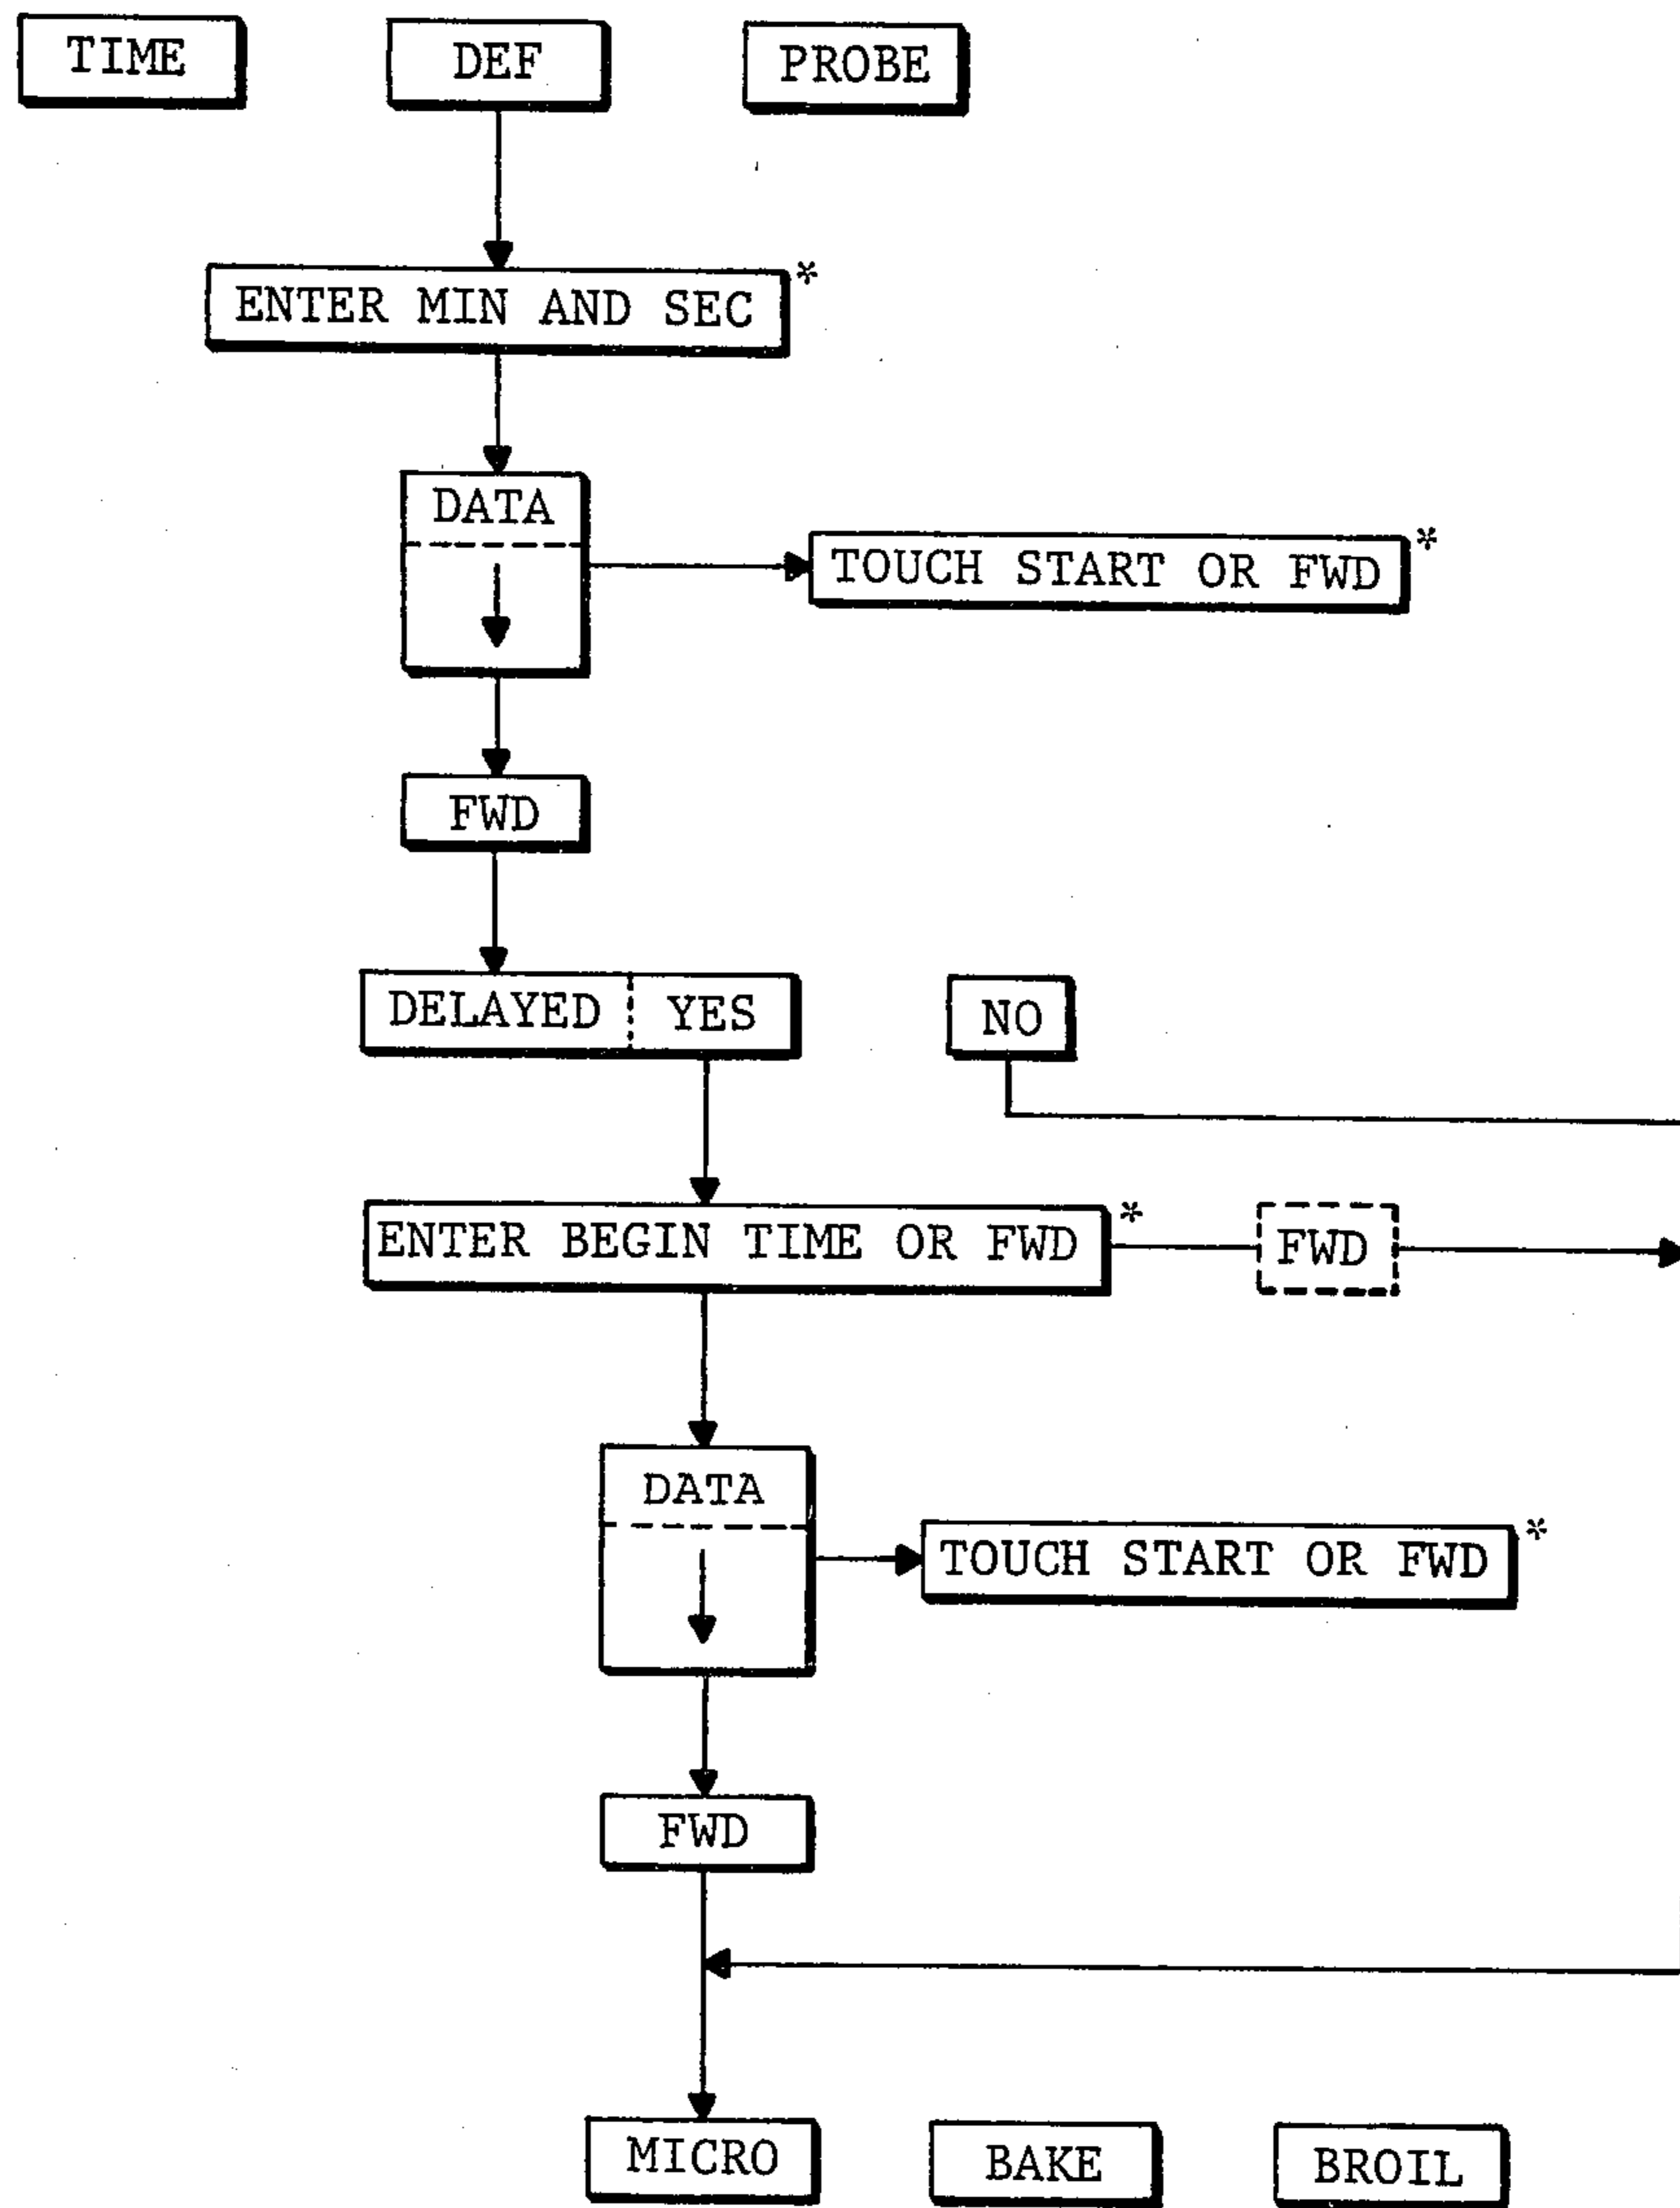 TIME DEF PROBE
ENTER MIN AND SEC*
DATA
TOUCH START OR FWD*
FWD
DELAYED YES NO
ENTER BEGIN TIME OR FWD* FWD
DATA
TOUCH START OR FWD*
FWD
MICRO BAKE BROIL